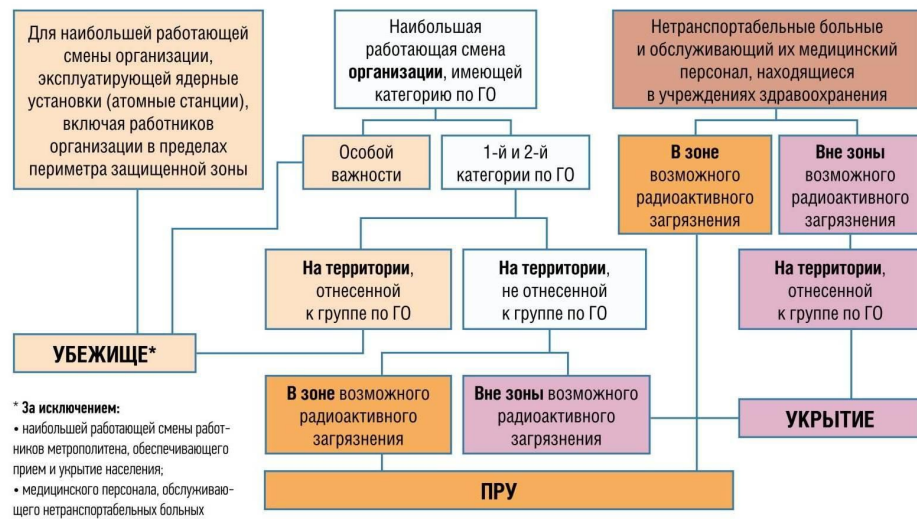 Для наибольшей работающей
смены организации,
эксплуатирующей ядерные
установки (атомные станции),
включая работников
организации в пределах
периметра защищенной зоны
Наибольшая
работающая смена
организации, имеющей
категорию по ГО
Нетранспортабельные больные
и обслуживающий их медицинский
персонал, находящиеся
в учреждениях здравоохранения
Особой
важности
1-й и 2-й
категории по ГО
В зоне
возможного
радиоактивного
загрязнения
Вне зоны
возможного
радиоактивного
загрязнения
На территории,
отнесенной
к группе по ГО
На территории,
не отнесенной
к группе по ГО
На территории,
отнесенной
к группе по ГО
УБЕЖИЩЕ*
В зоне возможного
радиоактивного
загрязнения
Вне зоны возможного
радиоактивного
загрязнения
УКРЫТИЕ
ПРУ
* За исключением:
• наибольшей работающей смены работ-
ников метрополитена, обеспечивающего
прием и укрытие населения;
• медицинского персонала, обслуживаю-
щего нетранспортабельных больных